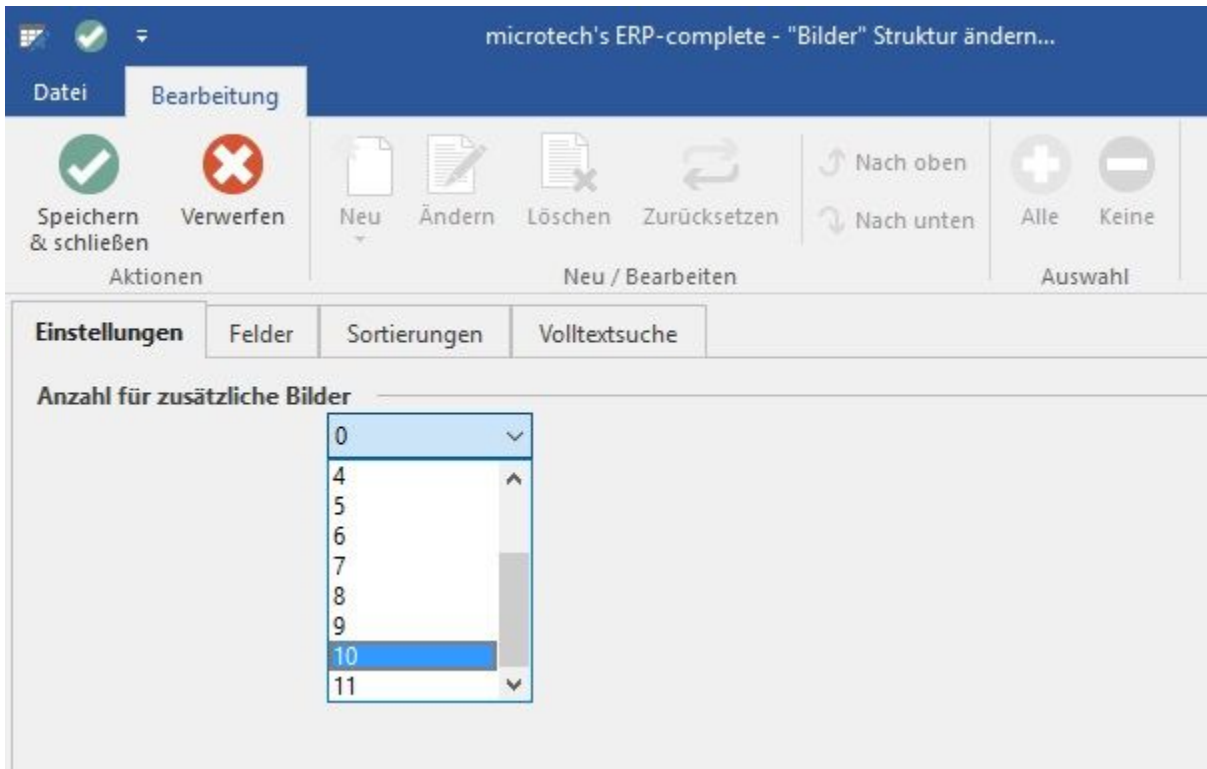 microtech's ERP-complete - "Bilder" Struktur ändern...
Datei Bearbeitung
Speichern & schließen
Verwerfen
Neu
Ändern
Löschen
Zurücksetzen
Nach oben
Nach unten
Alle
Keine
Aktionen
Neu / Bearbeiten
Auswahl
Einstellungen Felder Sortierungen Volltextsuche
Anzahl für zusätzliche Bilder
0
4
5
6
7
8
9
10
11